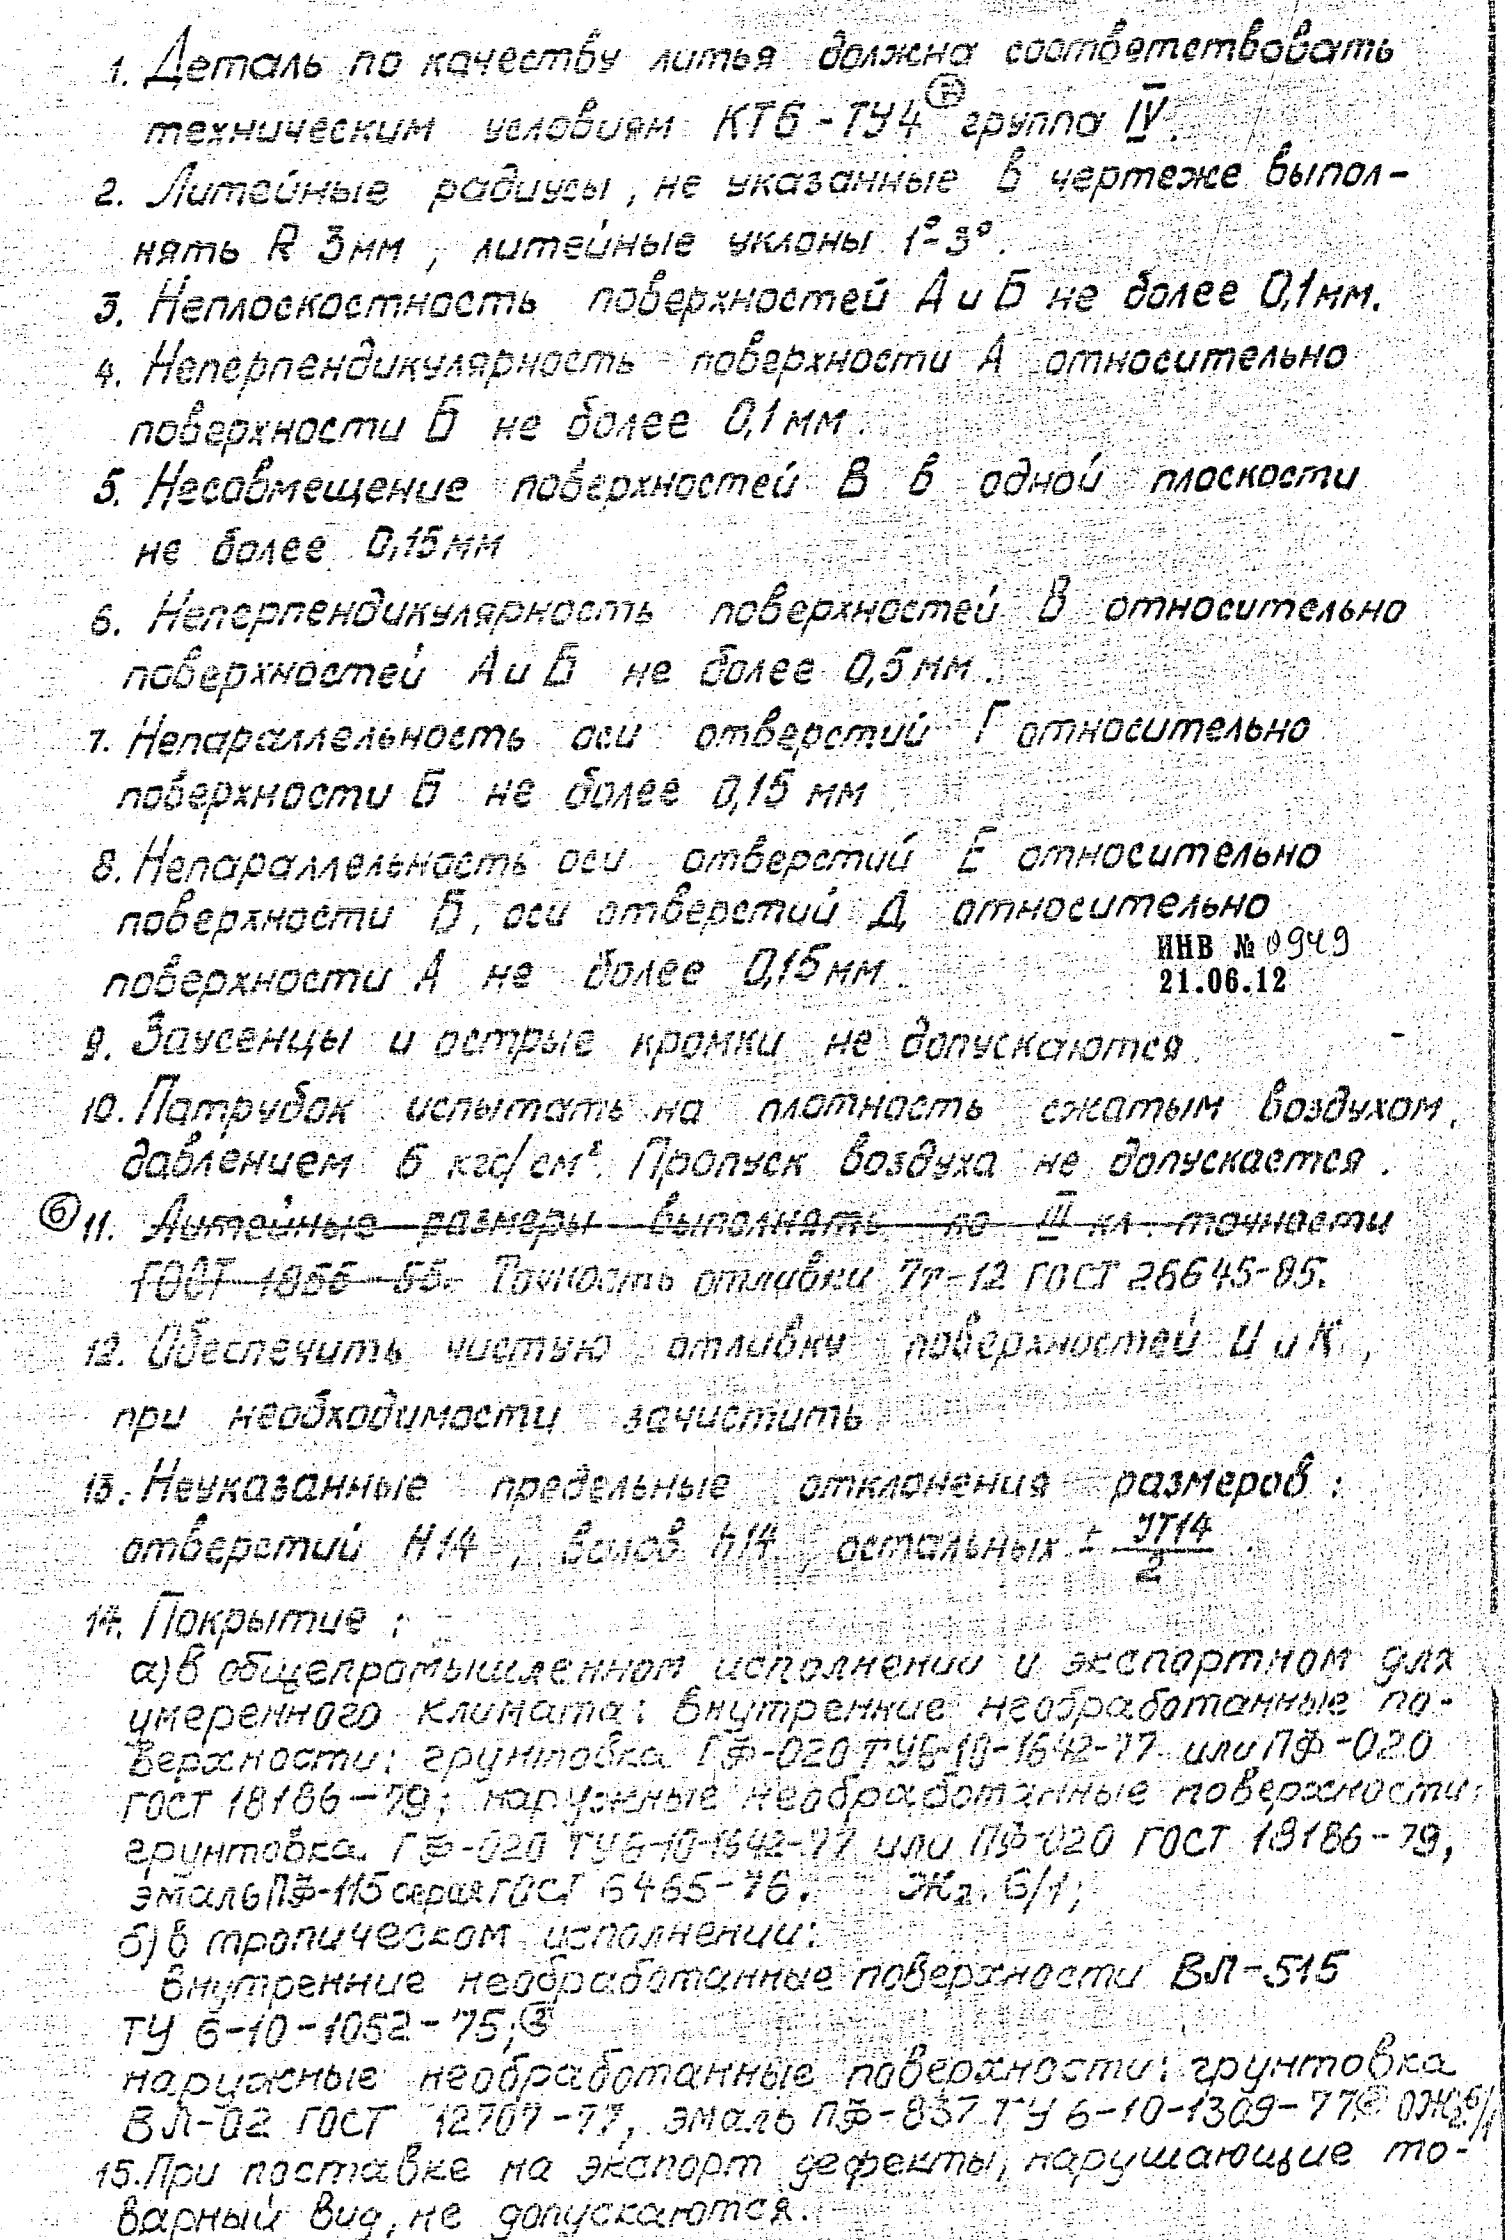 1. Деталь по качеству литья должна соответствовать
техническим условиям КТ6-ТУ4 группа IV.
2. Литейные радиусы, не указанные в чертеже выпол-
нять R 3мм, литейные уклоны 1°-3°.
3. Неплоскостность поверхностей А и Б не более 0,1мм.
4. Неперпендикулярность поверхности А относительно
поверхности Б не более 0,1мм.
5. Несовмещение поверхностей В в одной плоскости
не более 0,15мм
6. Неперпендикулярность поверхностей В относительно
поверхностей А и Б не более 0,5мм.
7. Непараллельность оси отверстий Г относительно
поверхности Б не более 0,15 мм
8. Непараллельность оси отверстий Е относительно
поверхности Б, оси отверстий Д относительно
поверхности А не более 0,15мм.
ИНВ № 0949
21.06.12
9. Заусенцы и острые кромки не допускаются.
10. Патрубок испытать на плотность сжатым воздухом,
давлением 6 кгс/см². Пропуск воздуха не допускается.
⑥ 11. Литейные размеры выполнять по III кл. точности
ГОСТ 1855-55. Точность отливки 7т-12 ГОСТ 26645-85.
12. Обеспечить чистую отливку поверхностей И и К,
при необходимости зачистить
13. Неуказанные предельные отклонения размеров:
отверстий H14, валов h14, остальных ± IT14/2.
14. Покрытие:
а) в общепромышленном исполнении и экспортном для
умеренного климата: внутренние необработанные по-
верхности: грунтовка ГФ-020 ТУ6-10-1642-77 или ПФ-020
ГОСТ 18186-79; наружные необработанные поверхности:
грунтовка ГФ-020 ТУ6-10-1642-77 или ПФ-020 ГОСТ 18186-79,
эмаль ПФ-115 серая ГОСТ 6465-76. Ж2. 6/1;
б) в тропическом исполнении:
внутренние необработанные поверхности ВЛ-515
ТУ 6-10-1052-75; ②
наружные необработанные поверхности: грунтовка
ВЛ-02 ГОСТ 12707-77, эмаль ПФ-837 ТУ 6-10-1309-77. ② ОЖ2.6/1
15. При поставке на экспорт дефекты, нарушающие то-
варный вид, не допускаются.